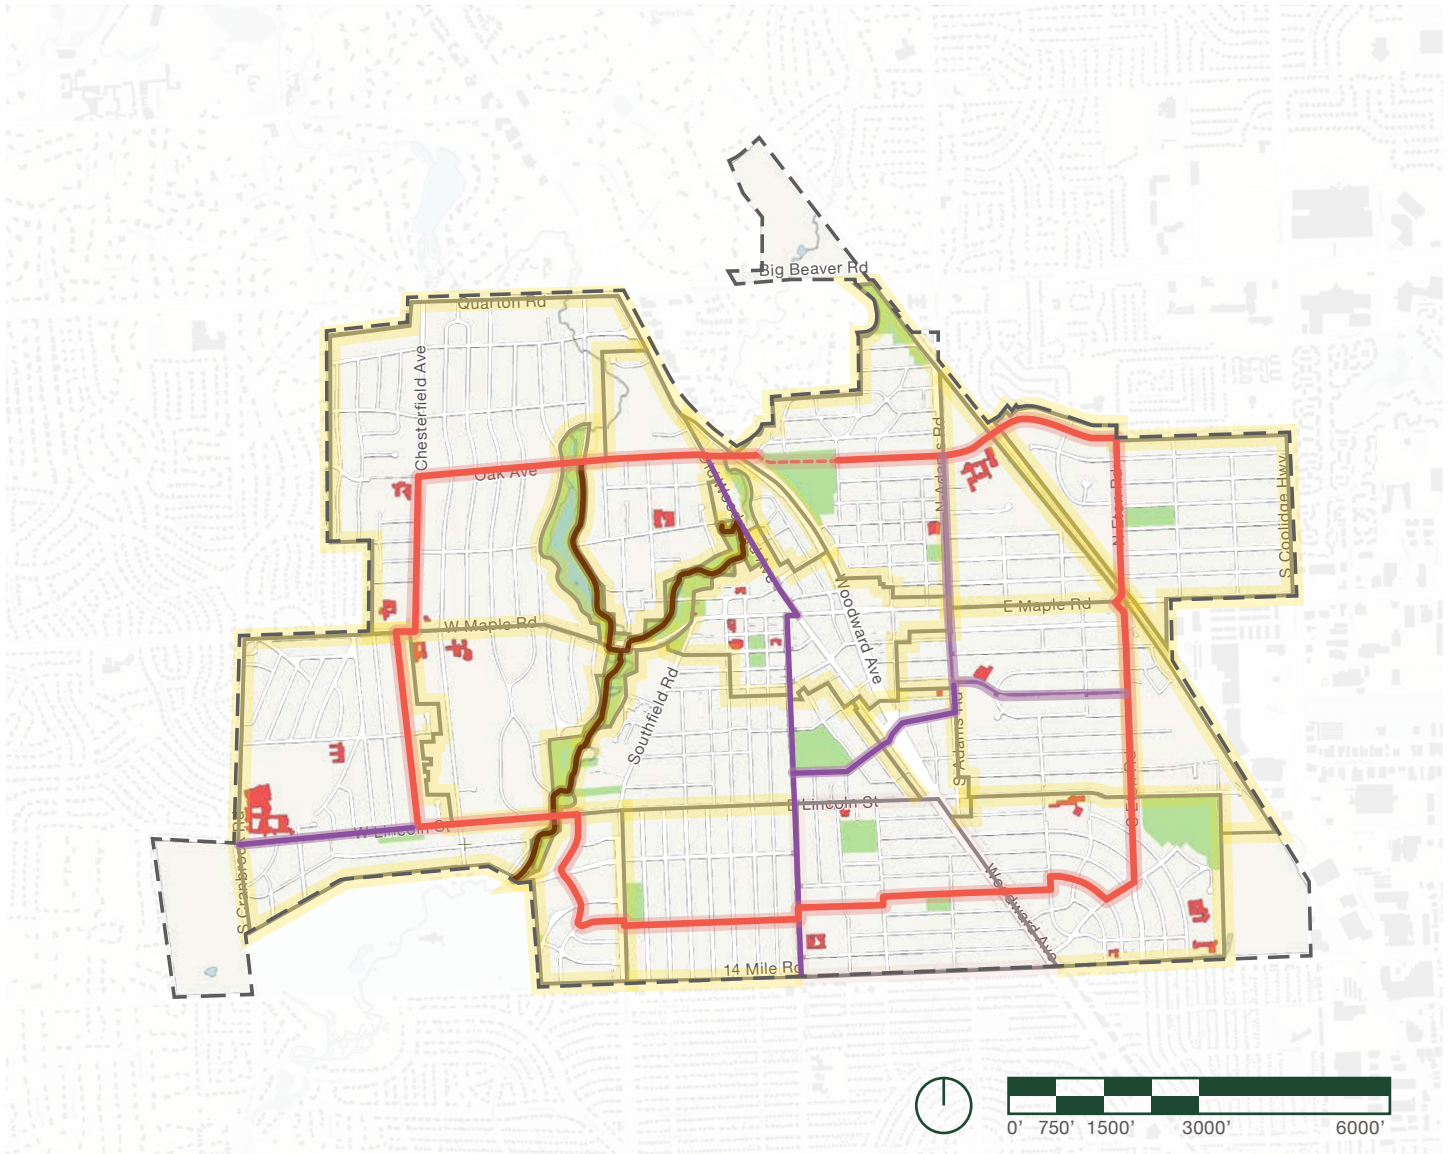 Big Beaver Rd
Quarton Rd
Chesterfield Ave
Oak Ave
N Adams Rd
N Eton Rd
S Coolidge Hwy
Woodward Ave
E Maple Rd
W Maple Rd
Southfield Rd
S Adams Rd
S Eton Rd
E Lincoln St
W Lincoln St
S Cranbrook Rd
Woodward Ave
14 Mile Rd
0' 750' 1500' 3000' 6000'